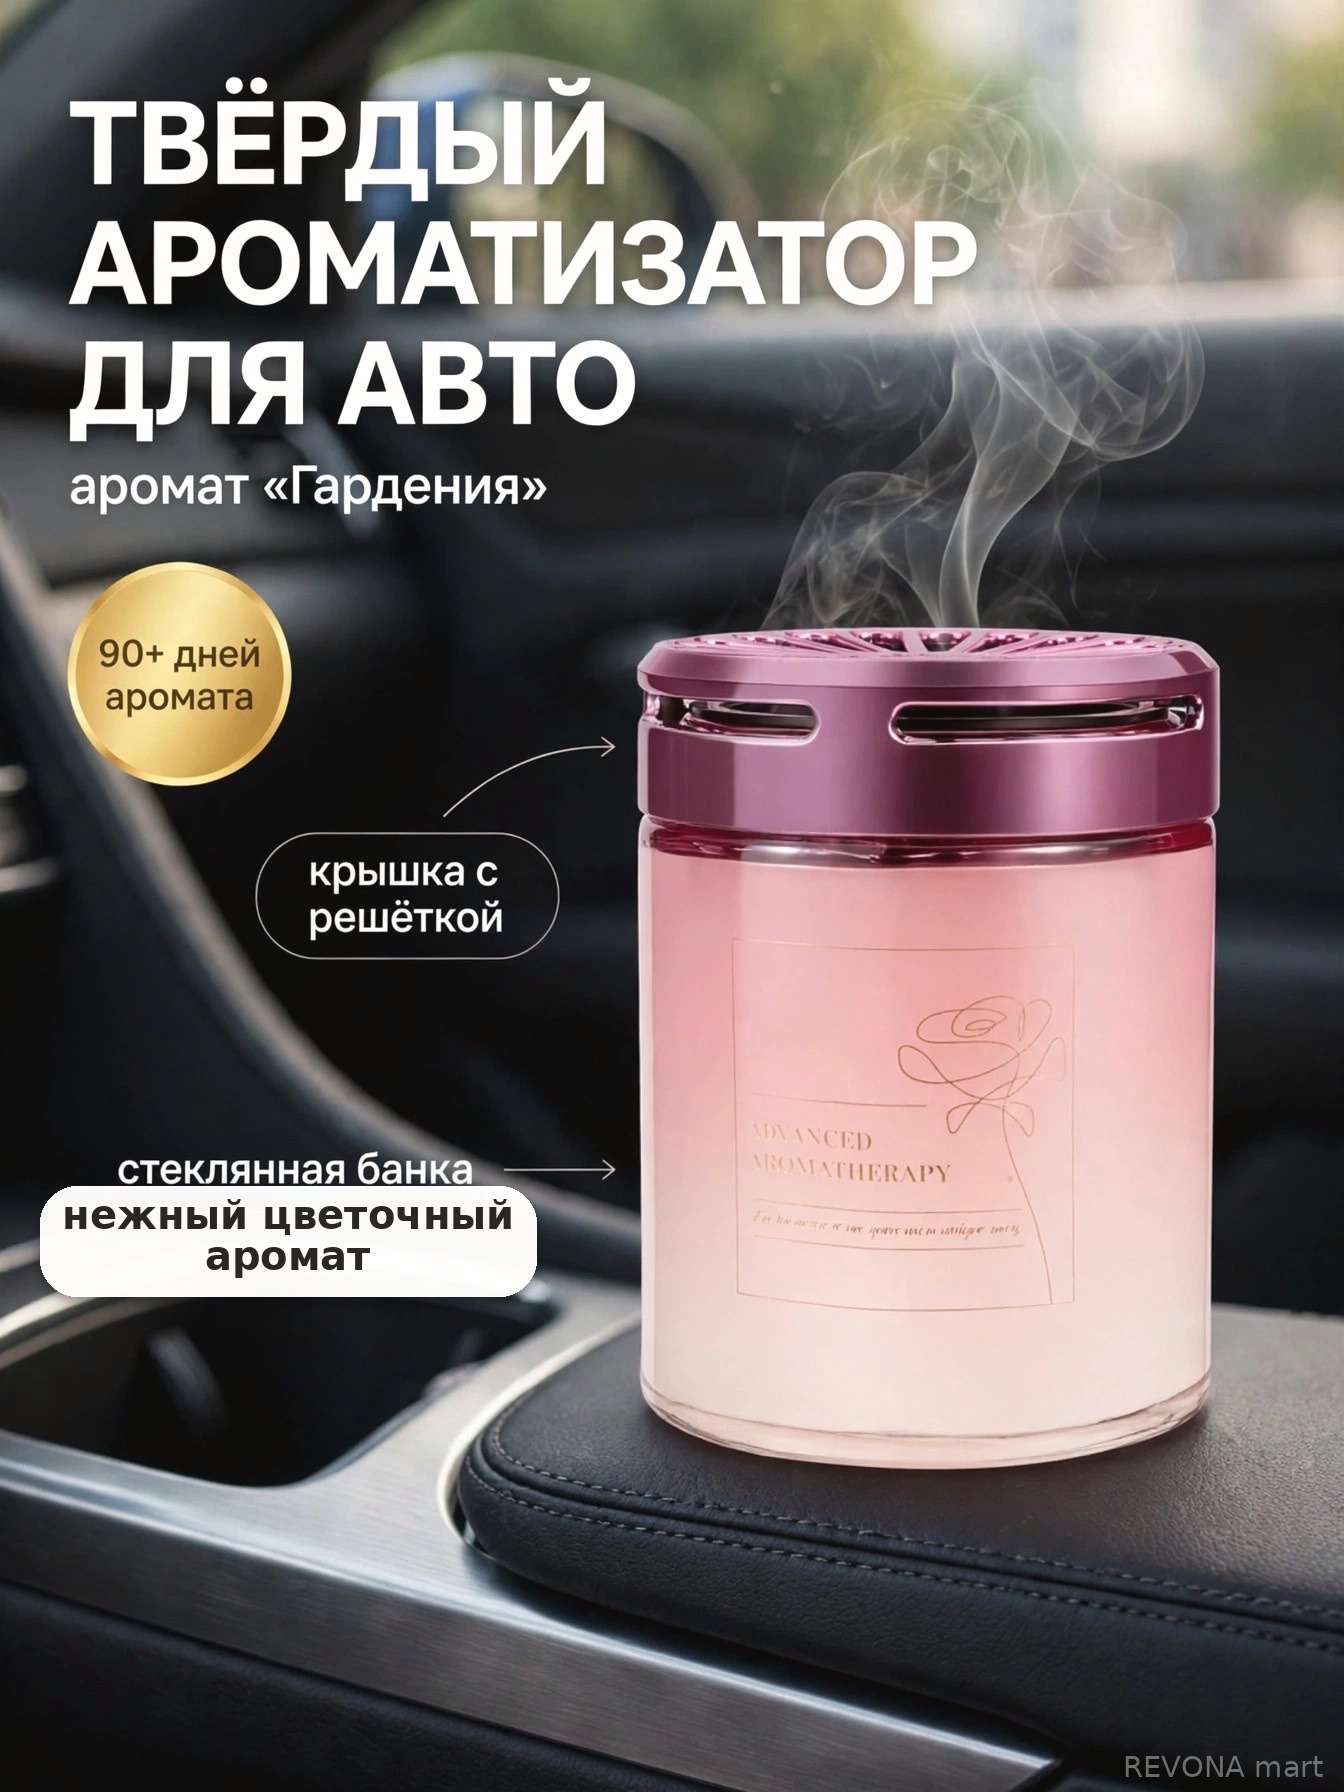 ТВЁРДЫЙ
АРОМАТИЗАТОР
ДЛЯ АВТО
аромат «Гардения»
90+ дней
аромата
крышка с
решёткой
ADVANCED
AROMATHERAPY
стеклянная банка
нежный цветочный
аромат
REVONA mart